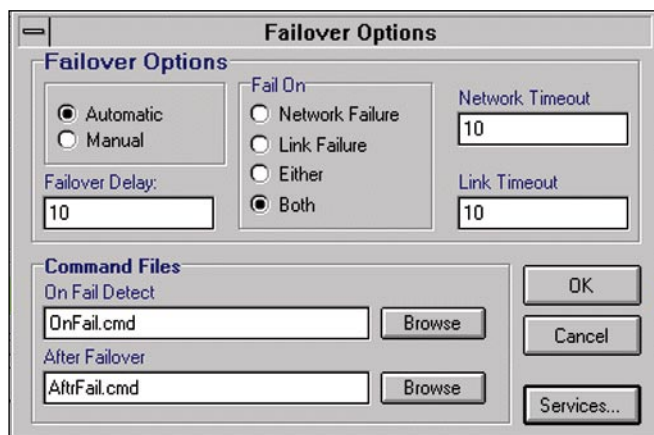 Failover Options
Failover Options
Automatic
Manual
Failover Delay:
10
Fail On
Network Failure
Link Failure
Either
Both
Network Timeout
10
Link Timeout
10
Command Files
On Fail Detect
OnFail.cmd
Browse
After Failover
AftrFail.cmd
Browse
OK
Cancel
Services...